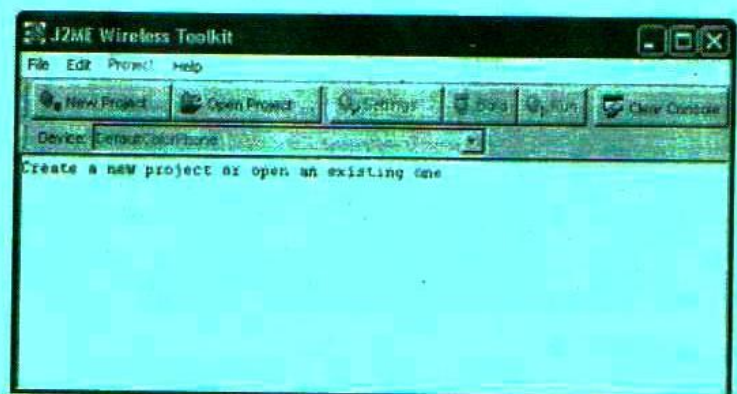 J2ME Wireless Toolkit
File Edit Project Help
New Project ... Open Project ... Settings ... Build Run Clear Console
Device: DefaultColorPhone
Create a new project or open an existing one